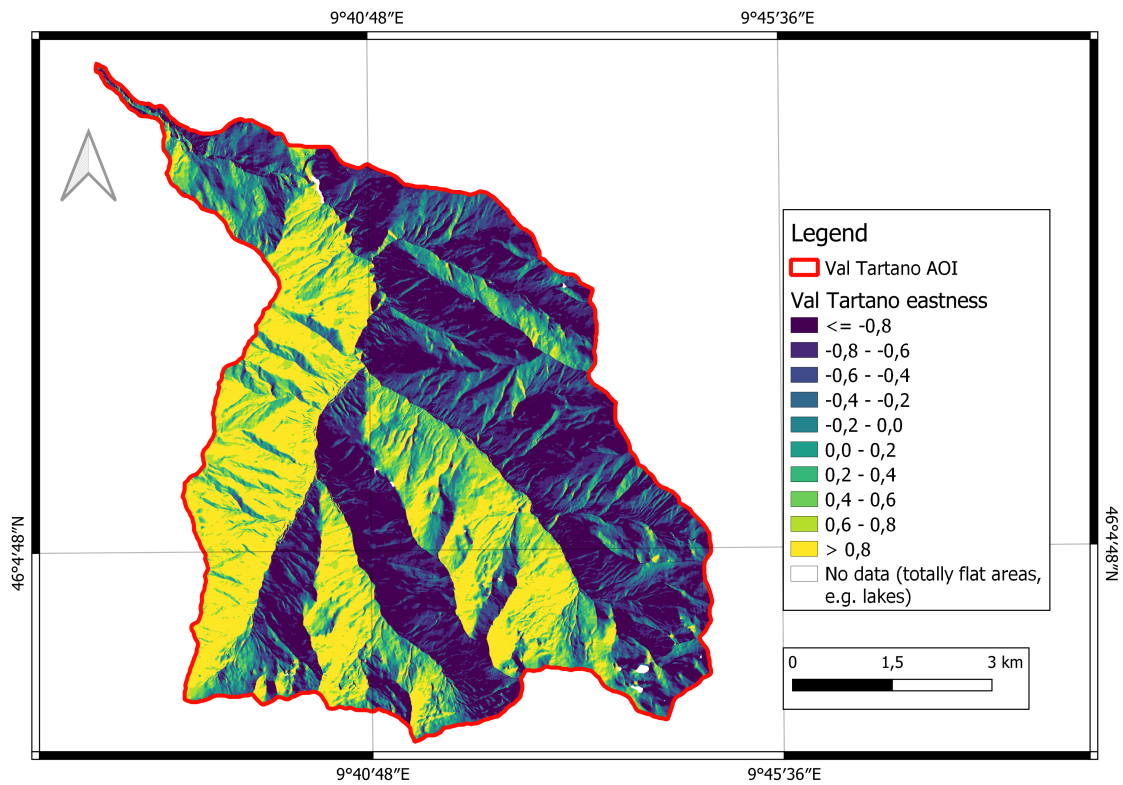 9°40′48″E
9°45′36″E
46°4′48″N
46°4′48″N
Legend
Val Tartano AOI
Val Tartano eastness
<= -0,8
-0,8 - -0,6
-0,6 - -0,4
-0,4 - -0,2
-0,2 - 0,0
0,0 - 0,2
0,2 - 0,4
0,4 - 0,6
0,6 - 0,8
> 0,8
No data (totally flat areas,
e.g. lakes)
0 1,5 3 km
9°40′48″E
9°45′36″E